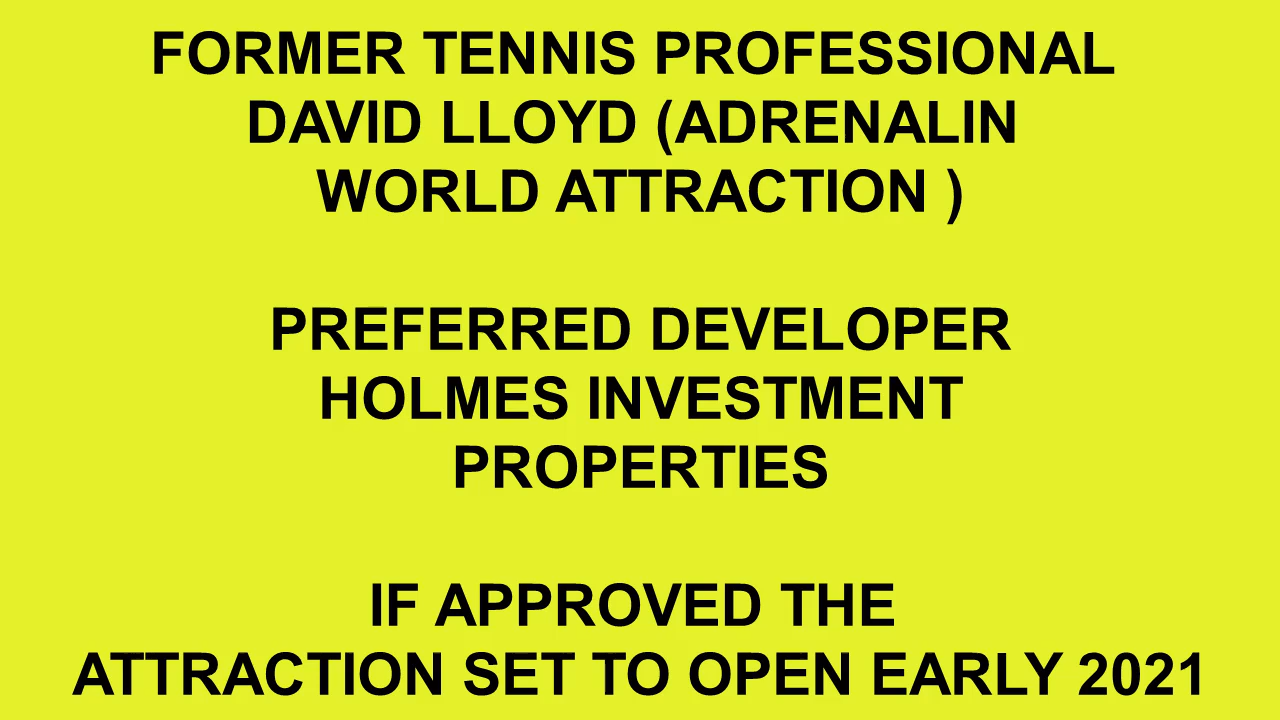 FORMER TENNIS PROFESSIONAL
DAVID LLOYD (ADRENALIN
WORLD ATTRACTION )
PREFERRED DEVELOPER
HOLMES INVESTMENT
PROPERTIES
IF APPROVED THE
ATTRACTION SET TO OPEN EARLY 2021